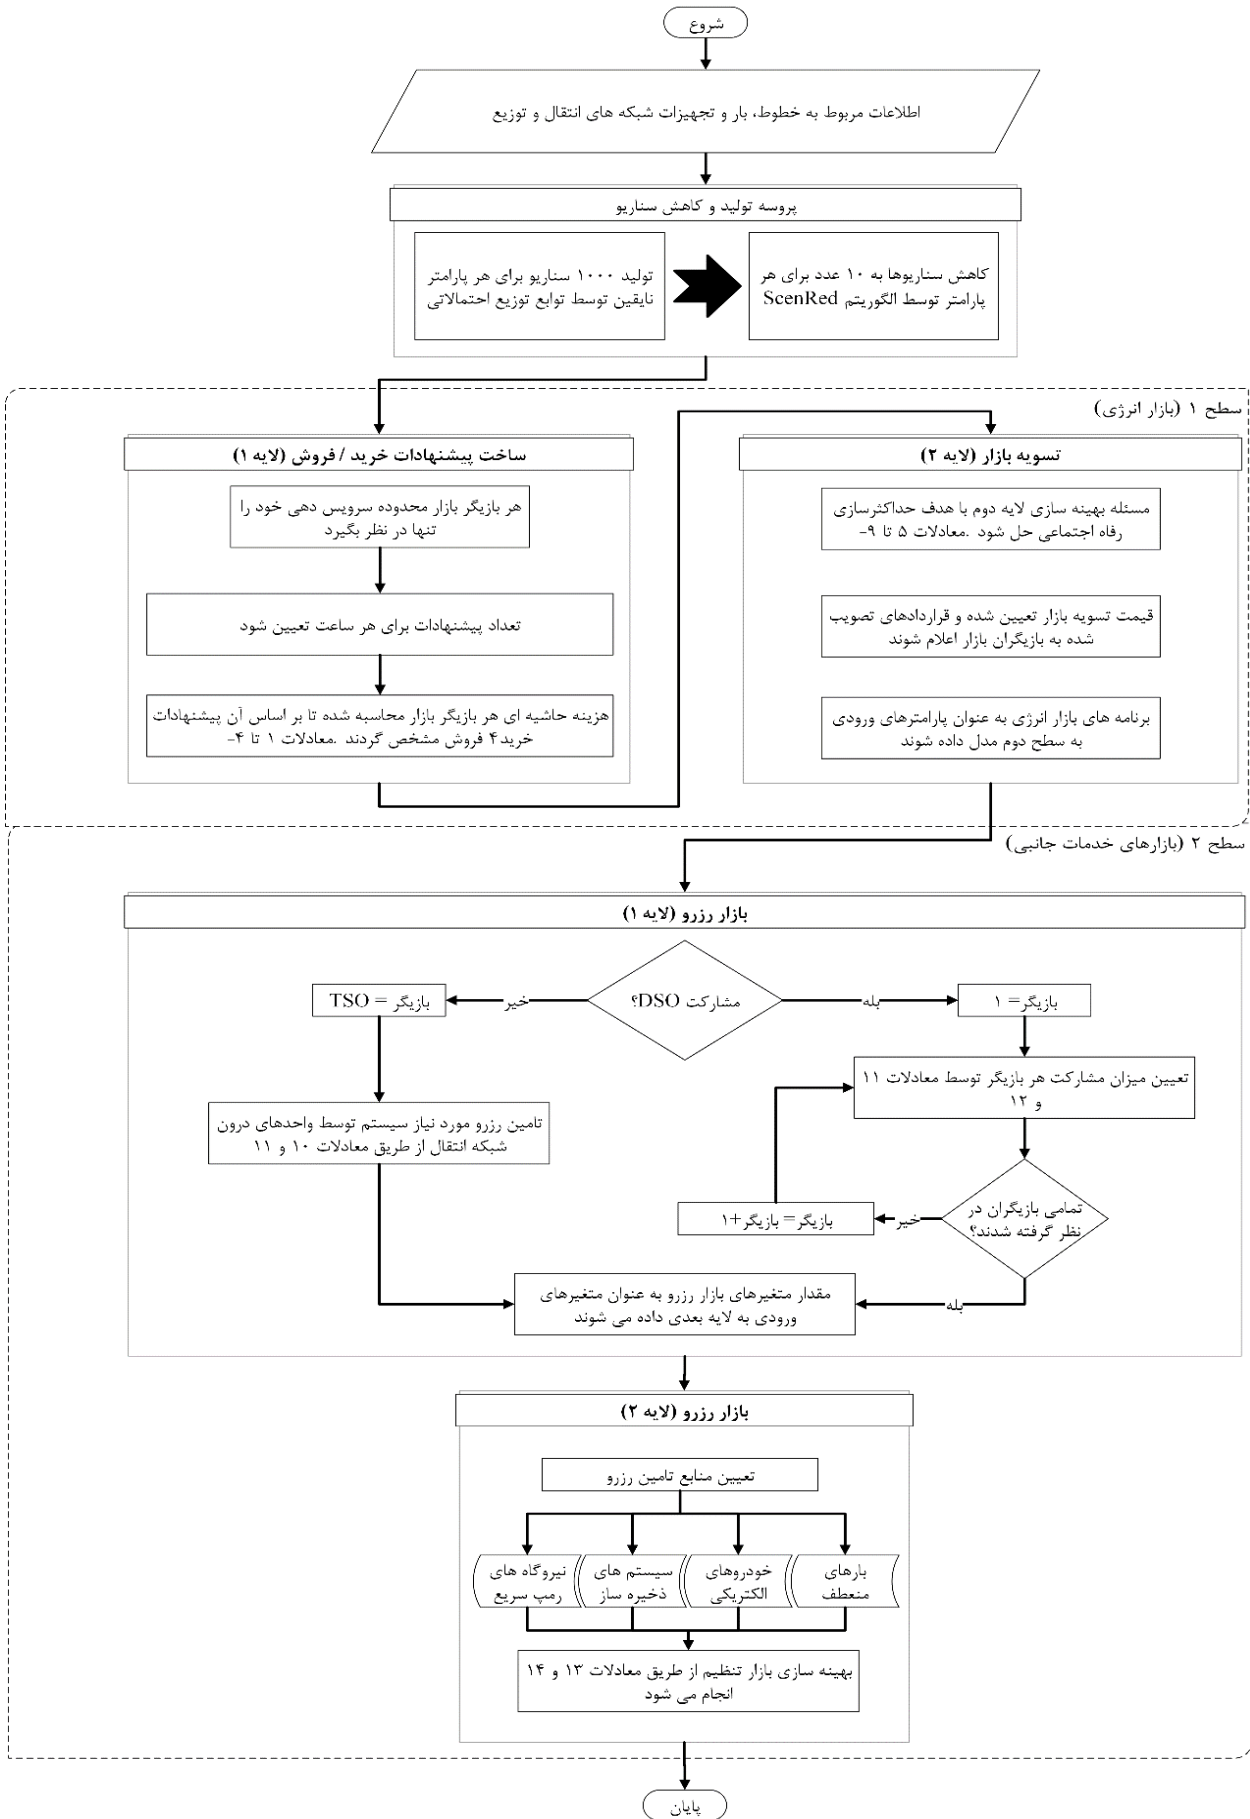 شروع
اطلاعات مربوط به خطوط، بار و تجهیزات شبکه های انتقال و توزیع
پروسه تولید و کاهش سناریو
تولید ۱۰۰۰ سناریو برای هر پارامتر
نایقین توسط توابع توزیع احتمالاتی
کاهش سناریوها به ۱۰ عدد برای هر
پارامتر توسط الگوریتم ScenRed
سطح ۱ (بازار انرژی)
ساخت پیشنهادات خرید / فروش (لایه ۱)
هر بازیگر بازار محدوده سرویس دهی خود را
تنها در نظر بگیرد
تعداد پیشنهادات برای هر ساعت تعیین شود
هزینه حاشیه ای هر بازیگر بازار محاسبه شده تا بر اساس آن پیشنهادات
خرید۴ فروش مشخص گردند .معادلات ۱ تا ۴-
تسویه بازار (لایه ۲)
مسئله بهینه سازی لایه دوم با هدف حداکثرسازی
رفاه اجتماعی حل شود .معادلات ۵ تا ۹-
قیمت تسویه بازار تعیین شده و قراردادهای تصویب
شده به بازیگران بازار اعلام شوند
برنامه های بازار انرژی به عنوان پارامترهای ورودی
به سطح دوم مدل داده شوند
سطح ۲ (بازارهای خدمات جانبی)
بازار رزرو (لایه ۱)
مشارکت DSO؟
بله
خیر
بازیگر= ۱
بازیگر = TSO
تعیین میزان مشارکت هر بازیگر توسط معادلات ۱۱
و ۱۲
تامین رزرو مورد نیاز سیستم توسط واحدهای درون
شبکه انتقال از طریق معادلات ۱۰ و ۱۱
تمامی بازیگران در
نظر گرفته شدند؟
خیر
بازیگر= بازیگر+۱
بله
مقدار متغیرهای بازار رزرو به عنوان متغیرهای
ورودی به لایه بعدی داده می شوند
بازار رزرو (لایه ۲)
تعیین منابع تامین رزرو
بارهای
منعطف
خودروهای
الکتریکی
سیستم های
ذخیره ساز
نیروگاه های
رمپ سریع
بهینه سازی بازار تنظیم از طریق معادلات ۱۳ و ۱۴
انجام می شود
پایان